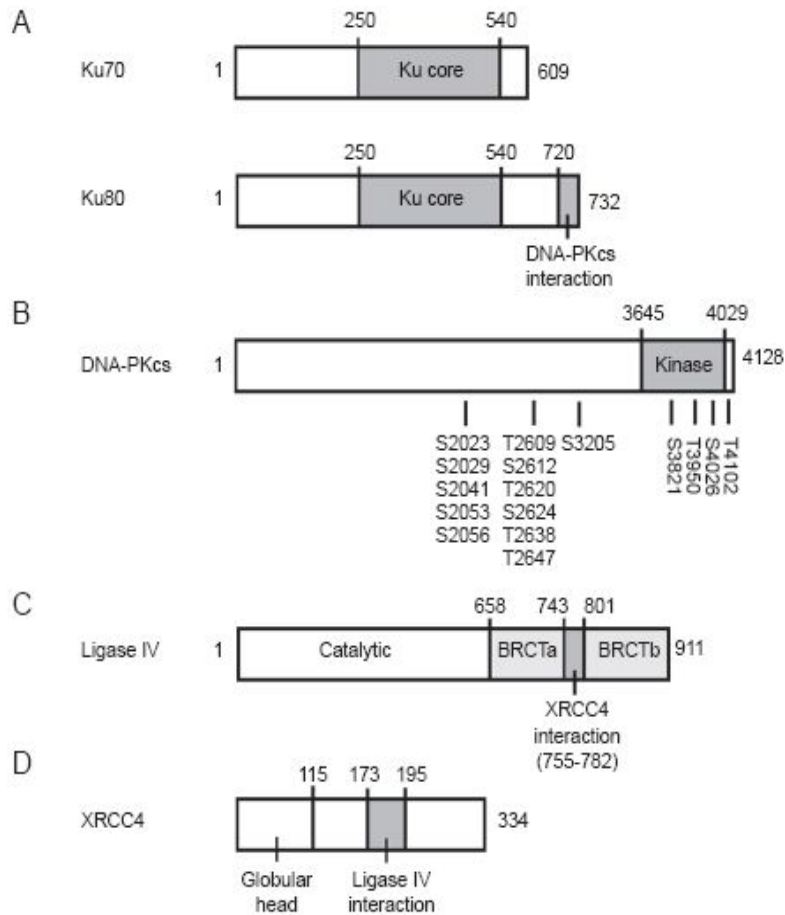 A
250 540
Ku70 1 Ku core 609
250 540 720
Ku80 1 Ku core 732
DNA-PKcs
interaction
B
3645 4029
DNA-PKcs 1 Kinase 4128
S2023 T2609 S3205 S3821 T3950 S4026 T4102
S2029 S2612
S2041 T2620
S2053 S2624
S2056 T2638
T2647
C
658 743 801
Ligase IV 1 Catalytic BRCTa BRCTb 911
XRCC4
interaction
(755-782)
D
115 173 195
XRCC4 334
Globular Ligase IV
head interaction